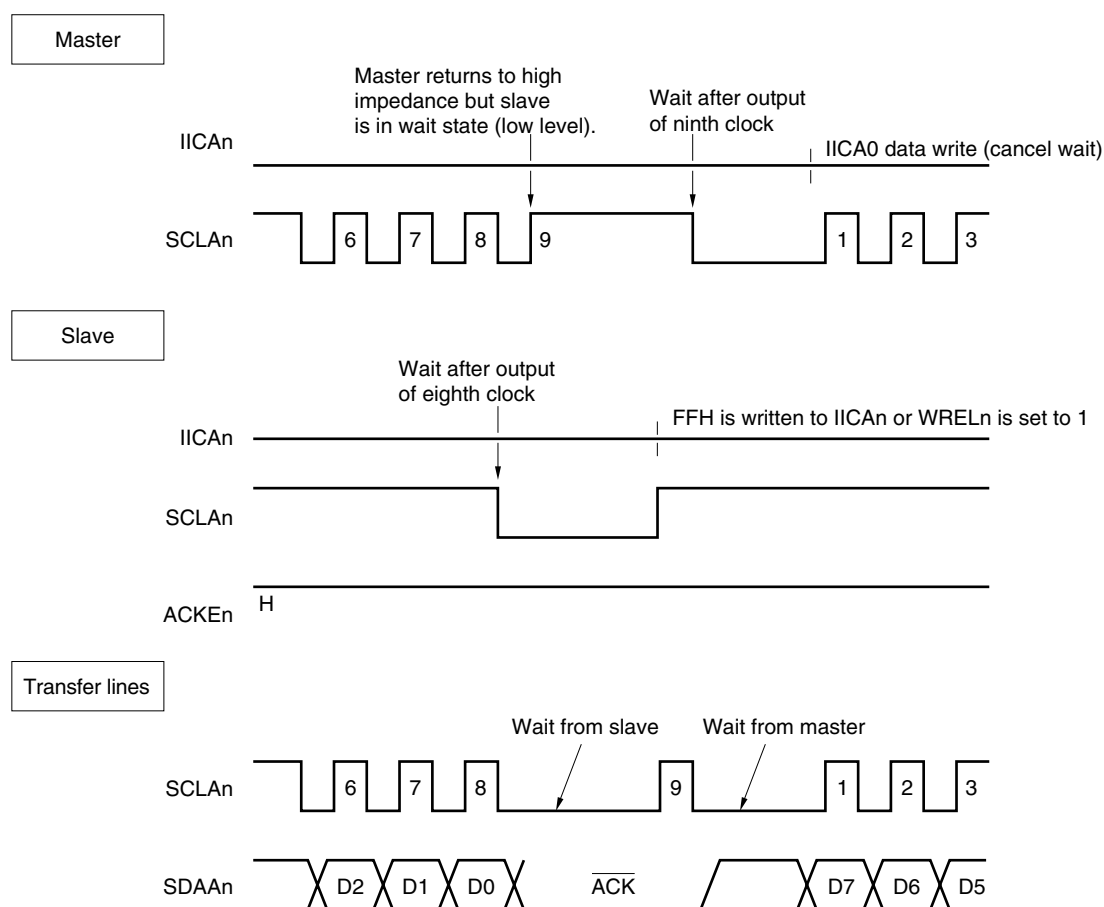 Master
Master returns to high
impedance but slave
is in wait state (low level).
Wait after output
of ninth clock
IICAn
IICA0 data write (cancel wait)
SCLAn
6 7 8 9 1 2 3
Slave
Wait after output
of eighth clock
IICAn
FFH is written to IICAn or WRELn is set to 1
SCLAn
ACKEn
H
Transfer lines
Wait from slave
Wait from master
SCLAn
6 7 8 9 1 2 3
SDAAn
D2 D1 D0 ACK D7 D6 D5